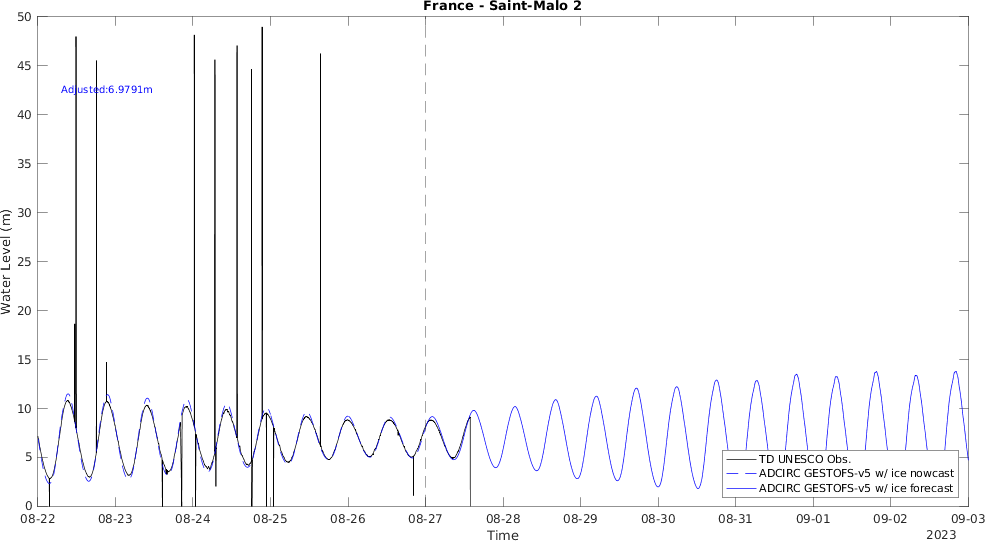 France - Saint-Malo 2
50
45
40
35
30
25
20
15
10
5
0
Water Level (m)
Adjusted:6.9791m
TD UNESCO Obs.
ADCIRC GESTOFS-v5 w/ ice nowcast
ADCIRC GESTOFS-v5 w/ ice forecast
08-22 08-23 08-24 08-25 08-26 08-27 08-28 08-29 08-30 08-31 09-01 09-02 09-03
Time
2023